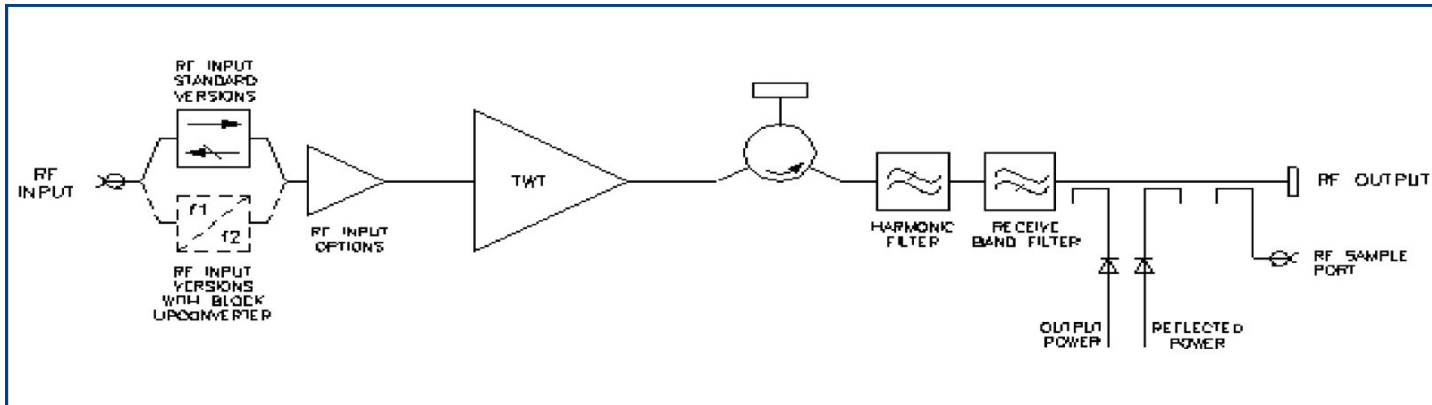 RF INPUT
STANDARD
VERSIONS
RF
INPUT
f1
f2
RF INPUT
VERSIONS
WITH BLOCK
UPCONVERTER
RF INPUT
OPTIONS
TWT
HARMONIC
FILTER
RECEIVE
BAND FILTER
RF OUTPUT
RF SAMPLE
PORT
OUTPUT
POWER
REFLECTED
POWER